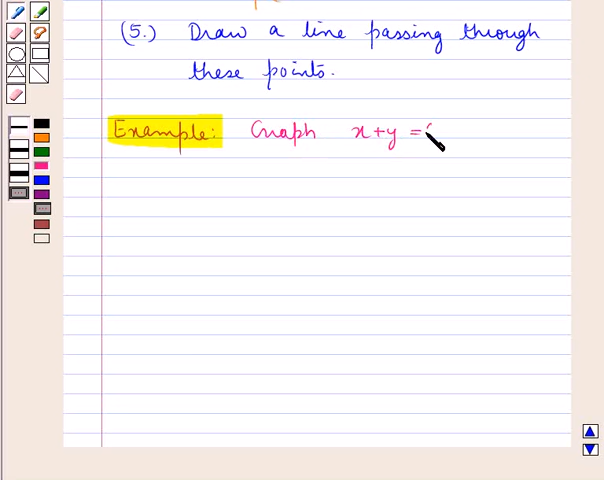 (5.) Draw a line passing through
these points.
Example: Graph x+y =